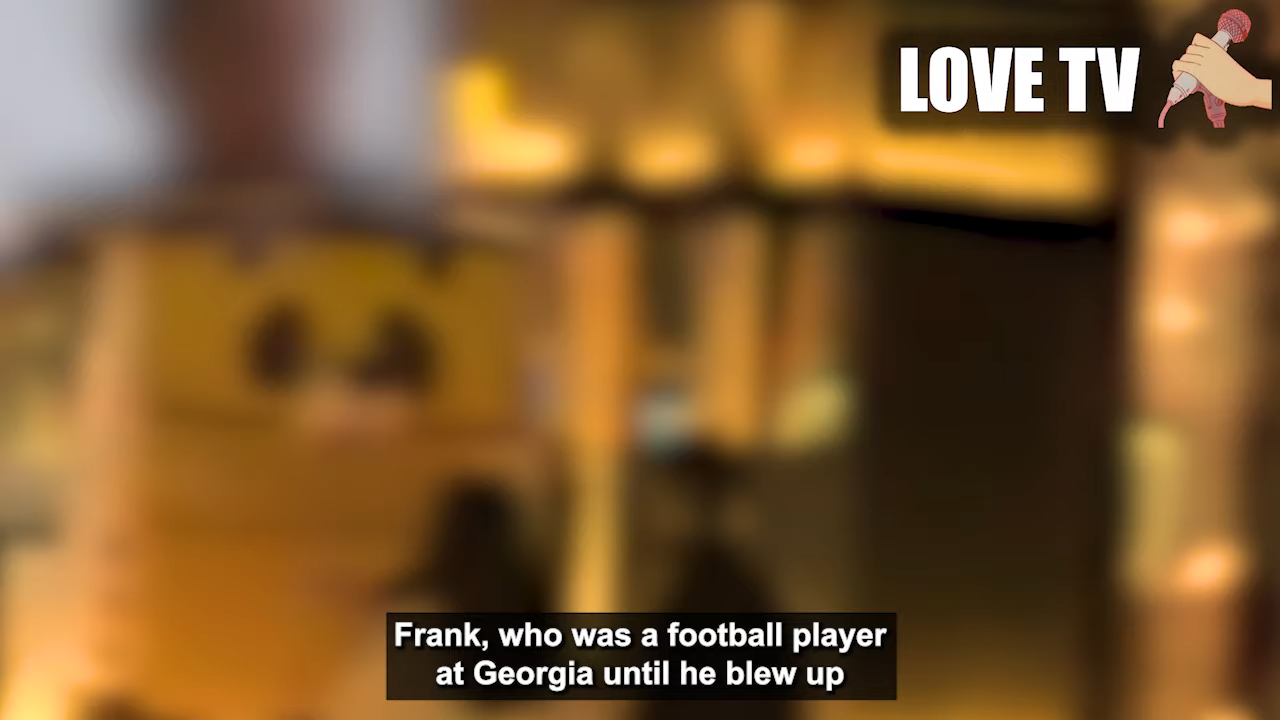 LOVE TV
Frank, who was a football player
at Georgia until he blew up